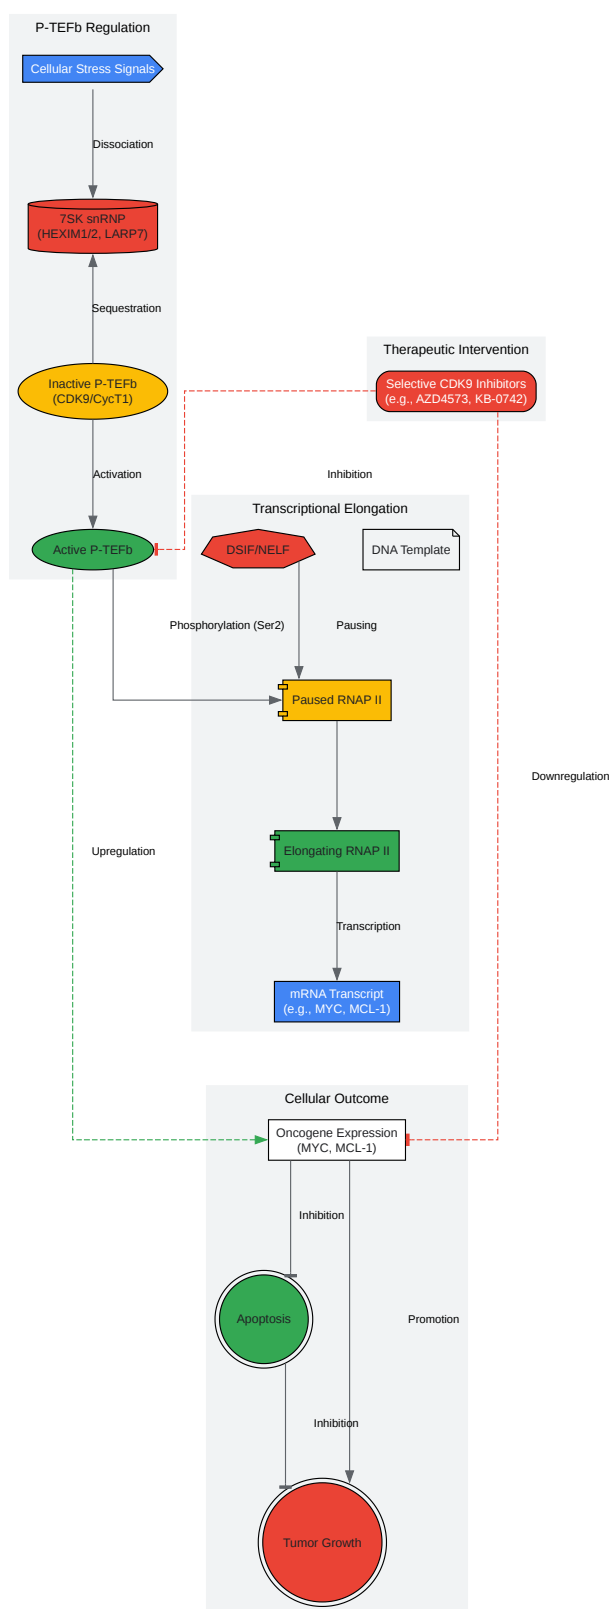 P-TEFb Regulation
Cellular Stress Signals
Dissociation
7SK snRNP
(HEXIM1/2, LARP7)
Sequestration
Inactive P-TEFb
(CDK9/CycT1)
Activation
Active P-TEFb
Therapeutic Intervention
Selective CDK9 Inhibitors
(e.g., AZD4573, KB-0742)
Inhibition
Transcriptional Elongation
DSIF/NELF
DNA Template
Phosphorylation (Ser2)
Pausing
Paused RNAP II
Downregulation
Upregulation
Elongating RNAP II
Transcription
mRNA Transcript
(e.g., MYC, MCL-1)
Cellular Outcome
Oncogene Expression
(MYC, MCL-1)
Inhibition
Apoptosis
Promotion
Inhibition
Tumor Growth